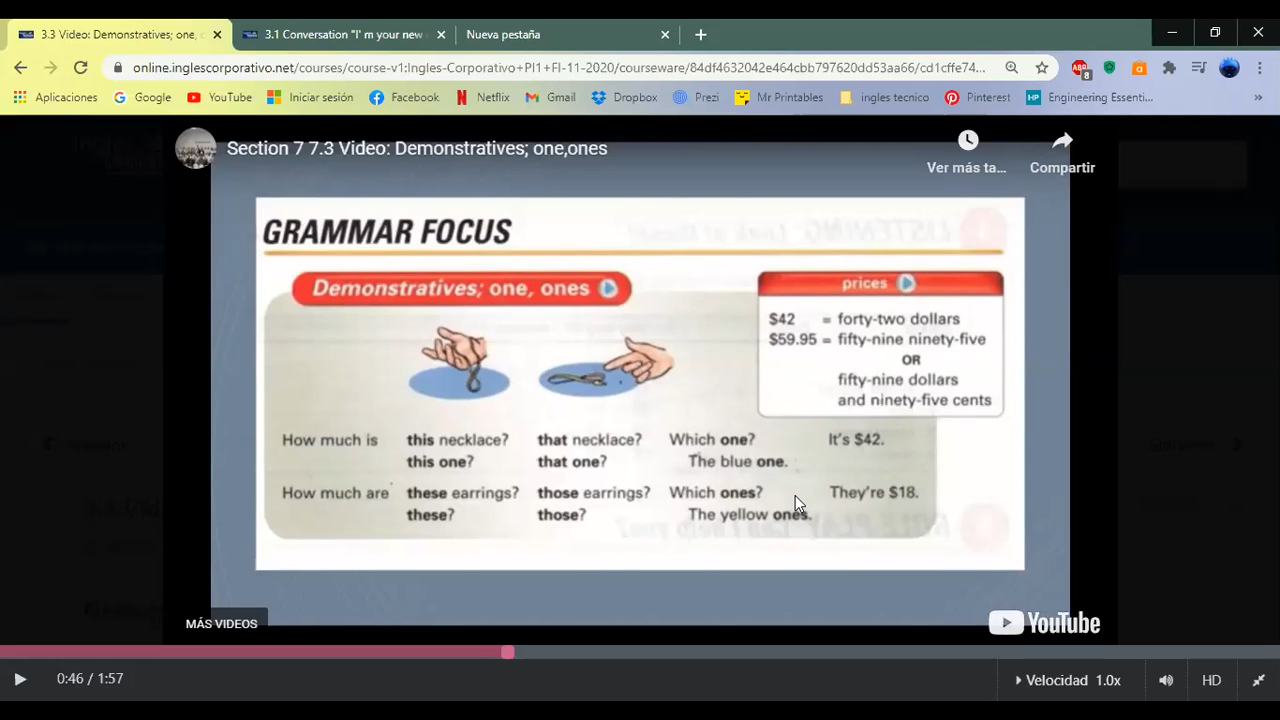 3.3 Video: Demonstratives; one, o
3.1 Conversation "I' m your new
Nueva pestaña
online.inglescorporativo.net/courses/course-v1:Ingles-Corporativo+PI1+FI-11-2020/courseware/84df4632042e464cbb797620dd53aa66/cd1cffe74...
8
Aplicaciones
Google
YouTube
Iniciar sesión
Facebook
Netflix
Gmail
Dropbox
Prezi
Mr Printables
ingles tecnico
Pinterest
HP
Engineering Essenti...
»
Section 7 7.3 Video: Demonstratives; one,ones
Ver más ta...
Compartir
GRAMMAR FOCUS
Demonstratives; one, ones
prices
$42 = forty-two dollars
$59.95 = fifty-nine ninety-five
OR
fifty-nine dollars
and ninety-five cents
How much is this necklace? that necklace? Which one? It's $42.
this one? that one? The blue one.
How much are these earrings? those earrings? Which ones? They're $18.
these? those? The yellow ones.
MÁS VIDEOS
YouTube
0:46 / 1:57
Velocidad 1.0x
HD